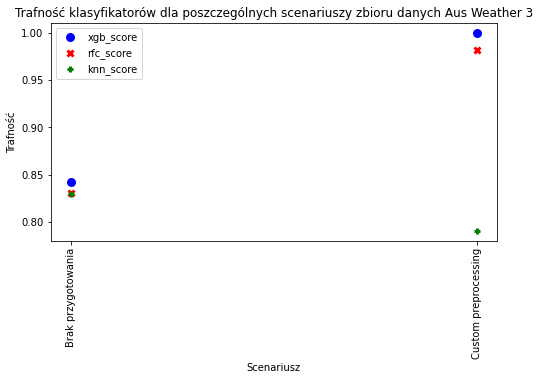 Trafność klasyfikatorów dla poszczególnych scenariuszy zbioru danych Aus Weather 3
xgb_score
rfc_score
knn_score
1.00
0.95
0.90
0.85
0.80
Trafność
Brak przygotowania
Custom preprocessing
Scenariusz